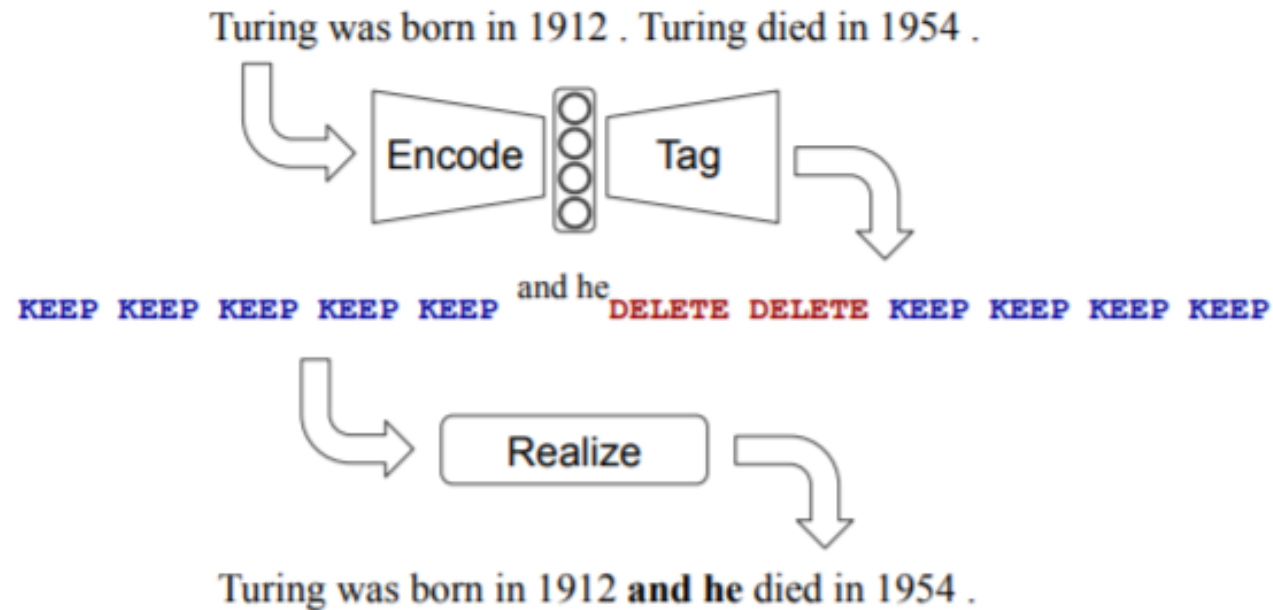 Turing was born in 1912 . Turing died in 1954 .
Encode Tag
and he
KEEP KEEP KEEP KEEP KEEP DELETE DELETE KEEP KEEP KEEP KEEP
Realize
Turing was born in 1912 and he died in 1954 .